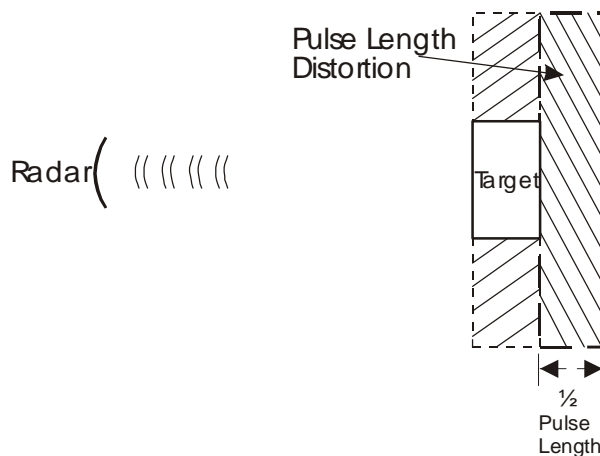 Pulse Length
Distortion
Radar
Target
½
Pulse
Length